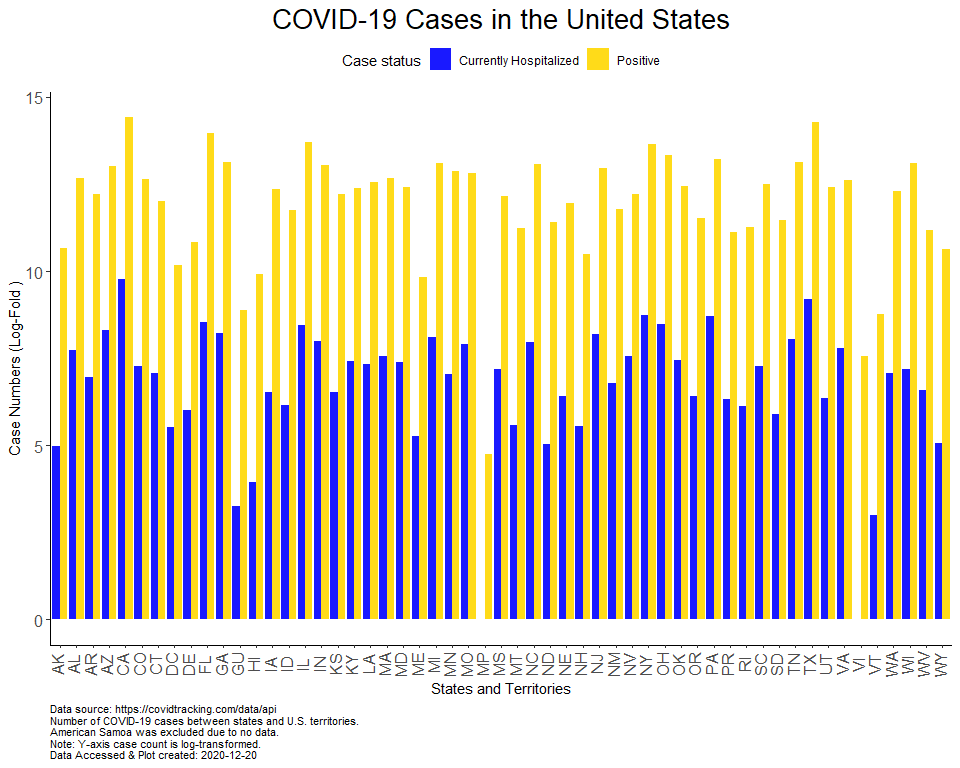 COVID-19 Cases in the United States
Case status Currently Hospitalized Positive
15
10
5
0
Case Numbers (Log-Fold )
AK AL AR AZ CA CO CT DC DE FL GA GU HI IA ID IL IN KS KY LA MA MD ME MI MN MO MP MS MT NC ND NE NH NJ NM NV NY OH OK OR PA PR RI SC SD TN TX UT VA VI VT WA WI WV WY
States and Territories
Data source: https://covidtracking.com/data/api
Number of COVID-19 cases between states and U.S. territories.
American Samoa was excluded due to no data.
Note: Y-axis case count is log-transformed.
Data Accessed & Plot created: 2020-12-20